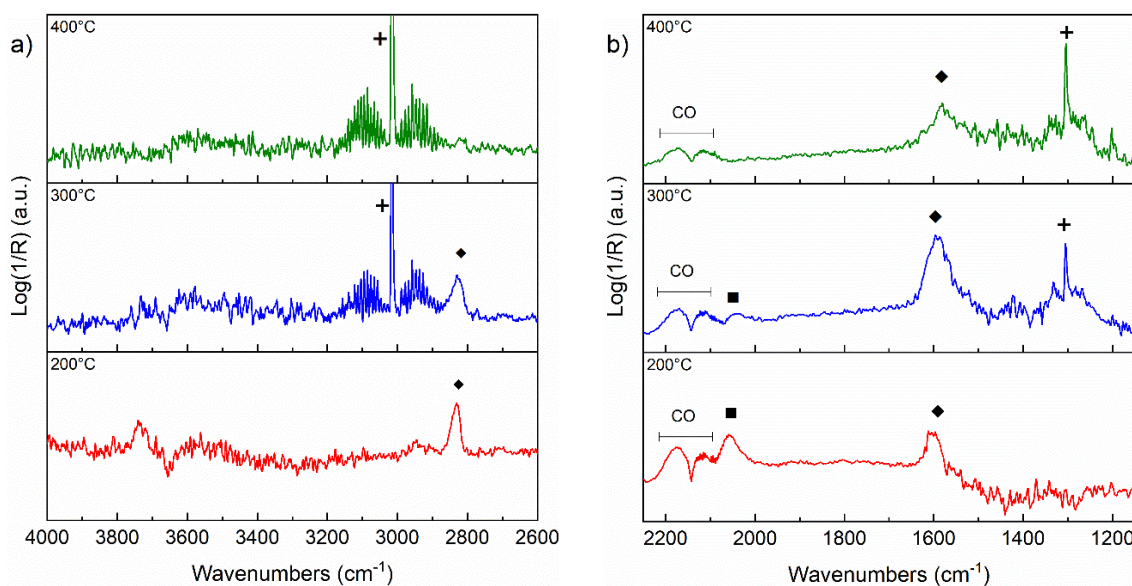 a)
400°C
300°C
200°C
Log(1/R) (a.u.)
4000 3800 3600 3400 3200 3000 2800 2600
Wavenumbers (cm⁻¹)
b)
400°C
CO
300°C
CO
200°C
CO
Log(1/R) (a.u.)
2200 2000 1800 1600 1400 1200
Wavenumbers (cm⁻¹)